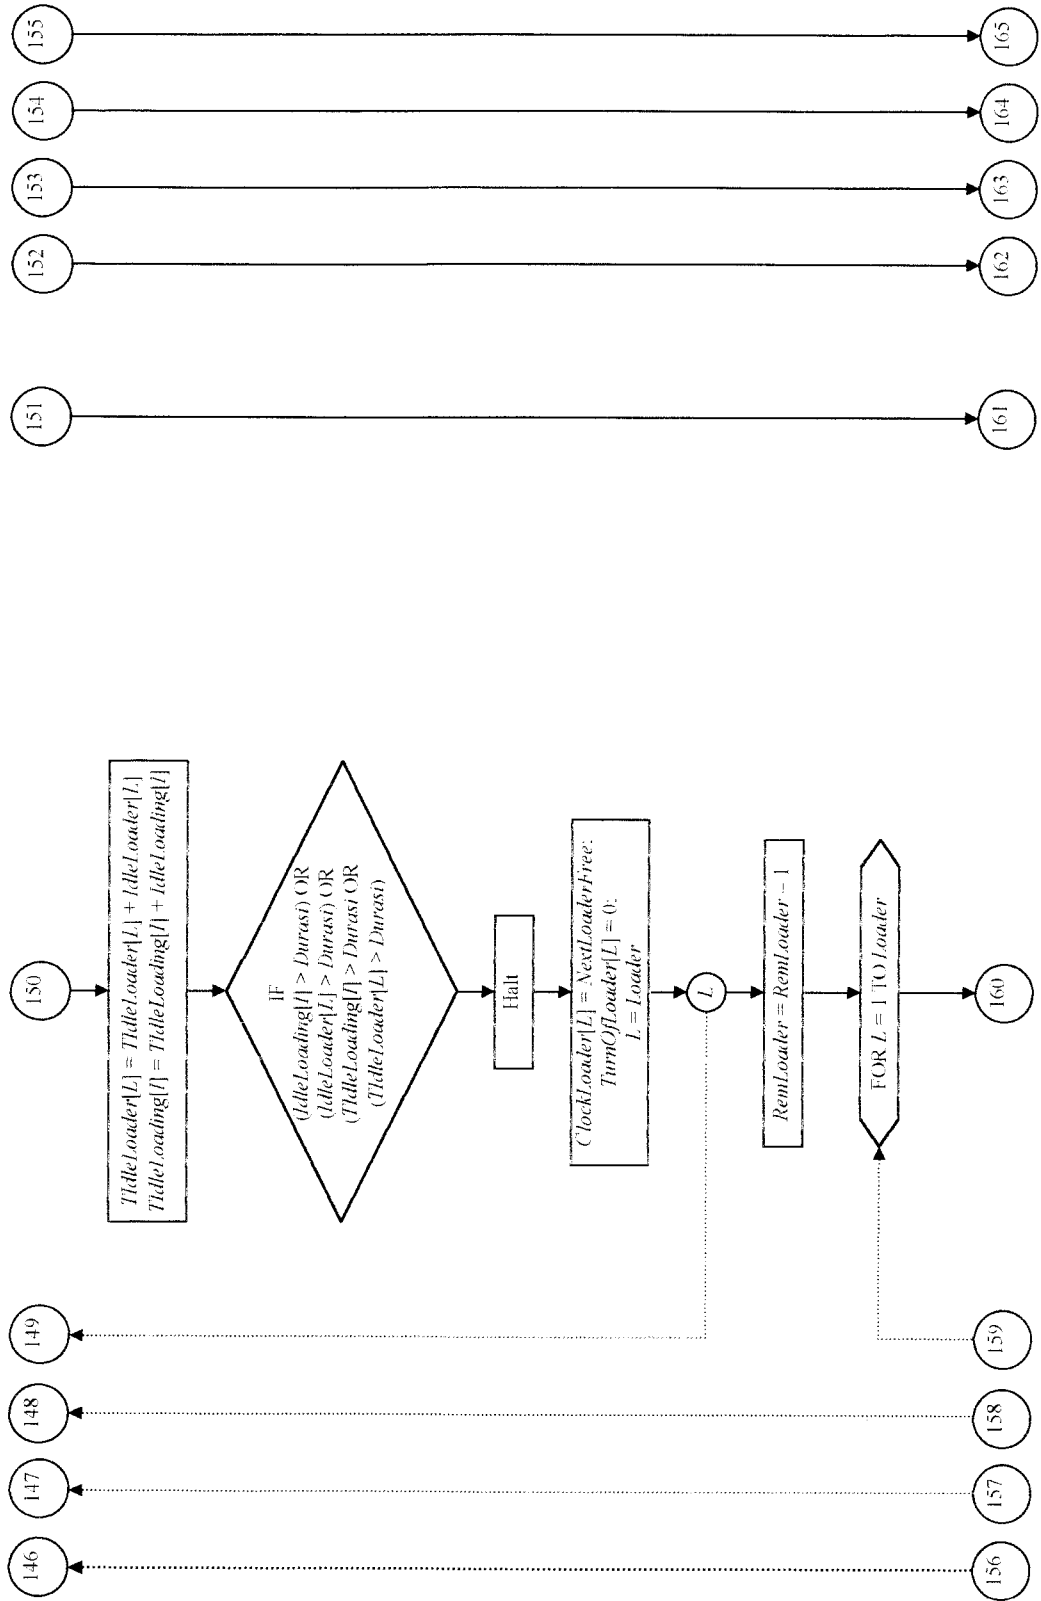 146
147
148
149
150
151
152
153
154
155
TIdleLoader[L] = TIdleLoader[L] + IdleLoader[L]
TIdleLoading[I] = TIdleLoading[I] + IdleLoading[I]
IF
(IdleLoading[I] > Durasi) OR
(IdleLoader[L] > Durasi) OR
(TIdleLoading[I] > Durasi OR
(TIdleLoader[L] > Durasi)
Halt
ClockLoader[L] = NextLoaderFree:
TurnOfLoader[L] = 0:
L = Loader
L
RemLoader = RemLoader - 1
FOR L = 1 TO Loader
156
157
158
159
160
161
162
163
164
165